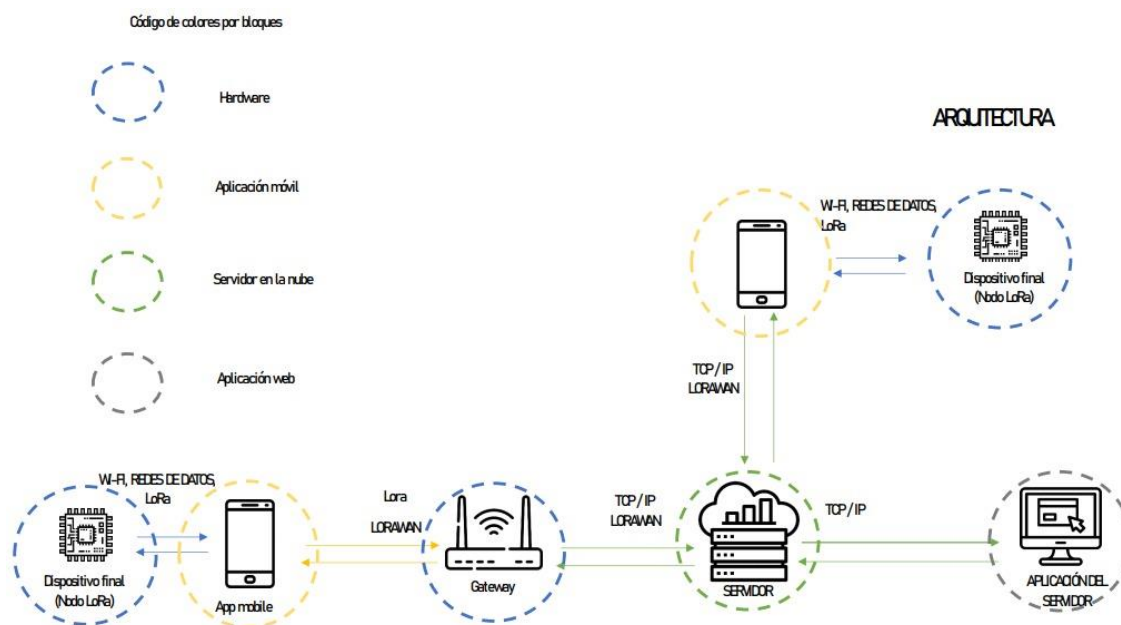 Código de colores por bloques
Hardware
ARQUITECTURA
Aplicación móvil
WI-FI, REDES DE DATOS,
LoRa
Dispositivo final
(Nodo LoRa)
Servidor en la nube
TCP / IP
LORAWAN
Aplicación web
WI-FI, REDES DE DATOS,
LoRa
Lora
LORAWAN
TCP / IP
LORAWAN
TCP / IP
Dispositivo final
(Nodo LoRa)
App mobile
Gateway
SERVIDOR
APLICACIÓN DEL
SERVIDOR